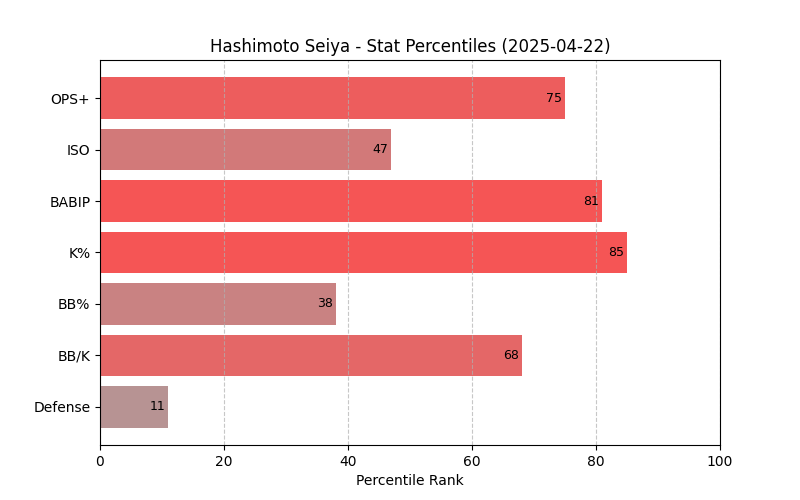 Hashimoto Seiya - Stat Percentiles (2025-04-22)
OPS+ 75
ISO 47
BABIP 81
K% 85
BB% 38
BB/K 68
Defense 11
0 20 40 60 80 100
Percentile Rank